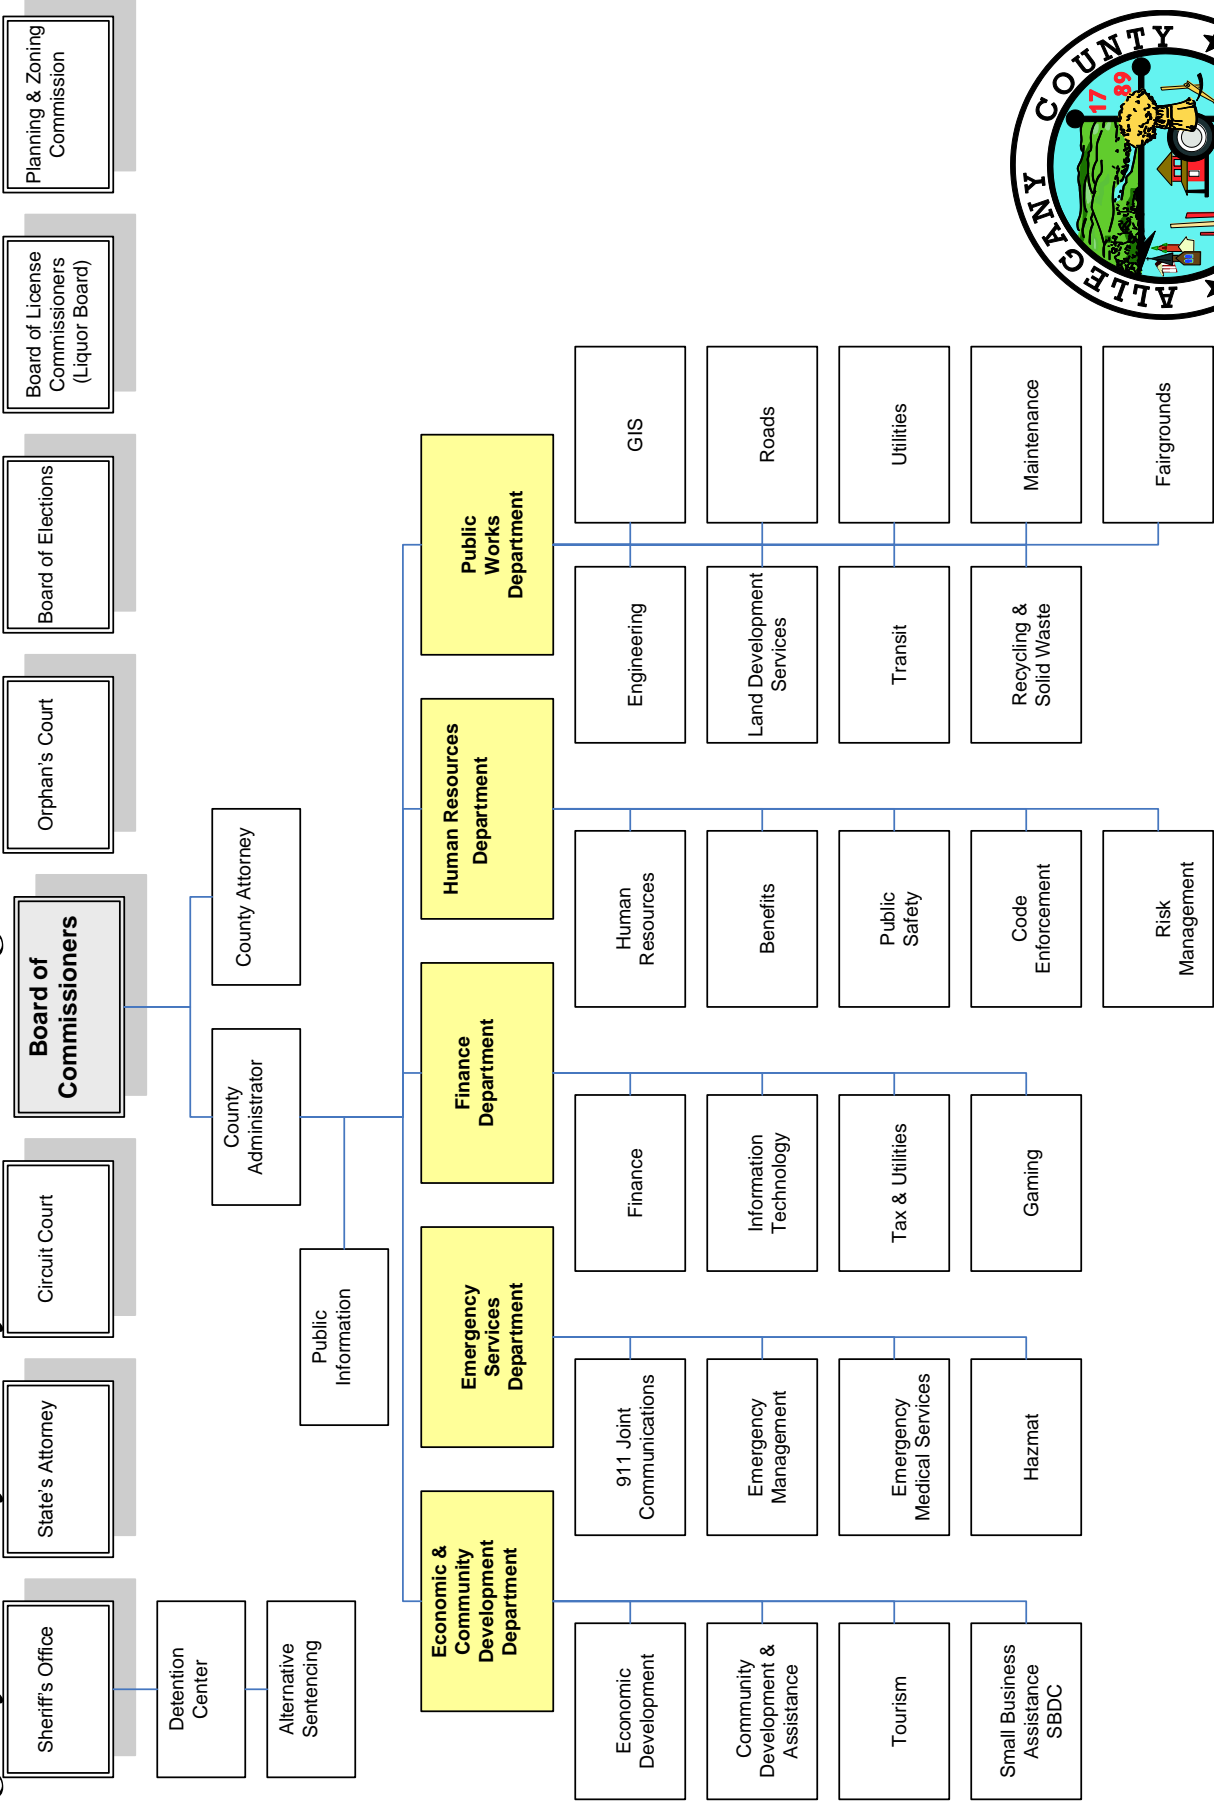 Sheriff's Office
State's Attorney
Circuit Court
Board of
Commissioners
Orphan's Court
Board of Elections
Board of License
Commissioners
(Liquor Board)
Planning & Zoning
Commission
Detention
Center
Alternative
Sentencing
County
Administrator
County Attorney
Public
Information
Economic &
Community
Development
Department
Emergency
Services
Department
Finance
Department
Human Resources
Department
Public
Works
Department
Economic
Development
Community
Development &
Assistance
Tourism
Small Business
Assistance
SBDC
911 Joint
Communications
Emergency
Management
Emergency
Medical Services
Hazmat
Finance
Information
Technology
Tax & Utilities
Gaming
Human
Resources
Benefits
Public
Safety
Code
Enforcement
Risk
Management
Engineering
GIS
Land Development
Services
Roads
Transit
Utilities
Recycling &
Solid Waste
Maintenance
Fairgrounds
ALLEGANY COUNTY
17
89